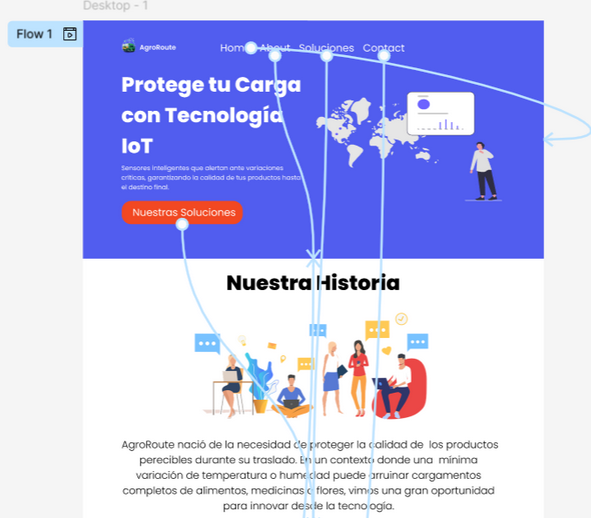 Desktop - 1
Flow 1
AgroRoute
Home About Soluciones Contact
Protege tu Carga
con Tecnología
IoT
Sensores inteligentes que alertan ante variaciones
críticas, garantizando la calidad de tus productos hasta
el destino final.
Nuestras Soluciones
Nuestra Historia
AgroRoute nació de la necesidad de proteger la calidad de los productos
perecibles durante su traslado. En un contexto donde una mínima
variación de temperatura o humedad puede arruinar cargamentos
completos de alimentos, medicinas o flores, vimos una gran oportunidad
para innovar desde la tecnología.